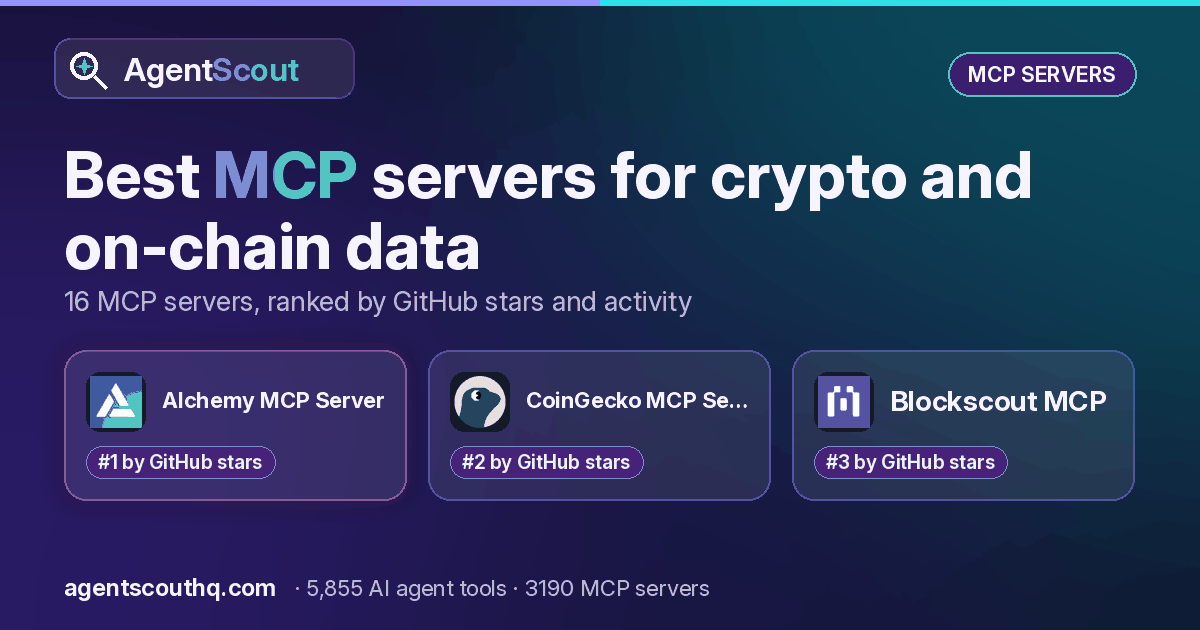 AgentScout
MCP SERVERS
Best MCP servers for crypto and
on-chain data
16 MCP servers, ranked by GitHub stars and activity
Alchemy MCP Server
#1 by GitHub stars
CoinGecko MCP Se...
#2 by GitHub stars
Blockscout MCP
#3 by GitHub stars
agentscouthq.com · 5,855 AI agent tools · 3190 MCP servers